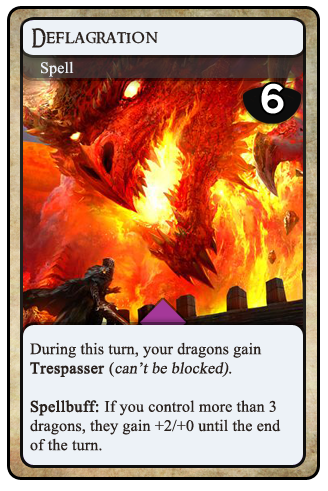 Deflagration
Spell
6
During this turn, your dragons gain
Trespasser (can't be blocked).
Spellbuff: If you control more than 3
dragons, they gain +2/+0 until the end
of the turn.